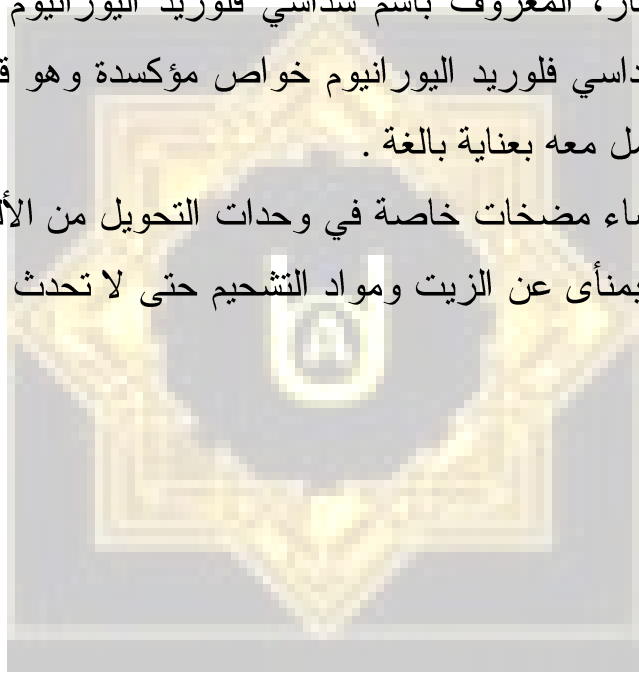 المعروف باسم سداسي فلوريد اليورانيوم
داسي فلوريد اليورانيوم خواص مؤكسدة وهو
معه بعناية بالغة .
مضخات خاصة في وحدات التحويل من
بمنأى عن الزيت ومواد التشحيم حتى لا تحدث